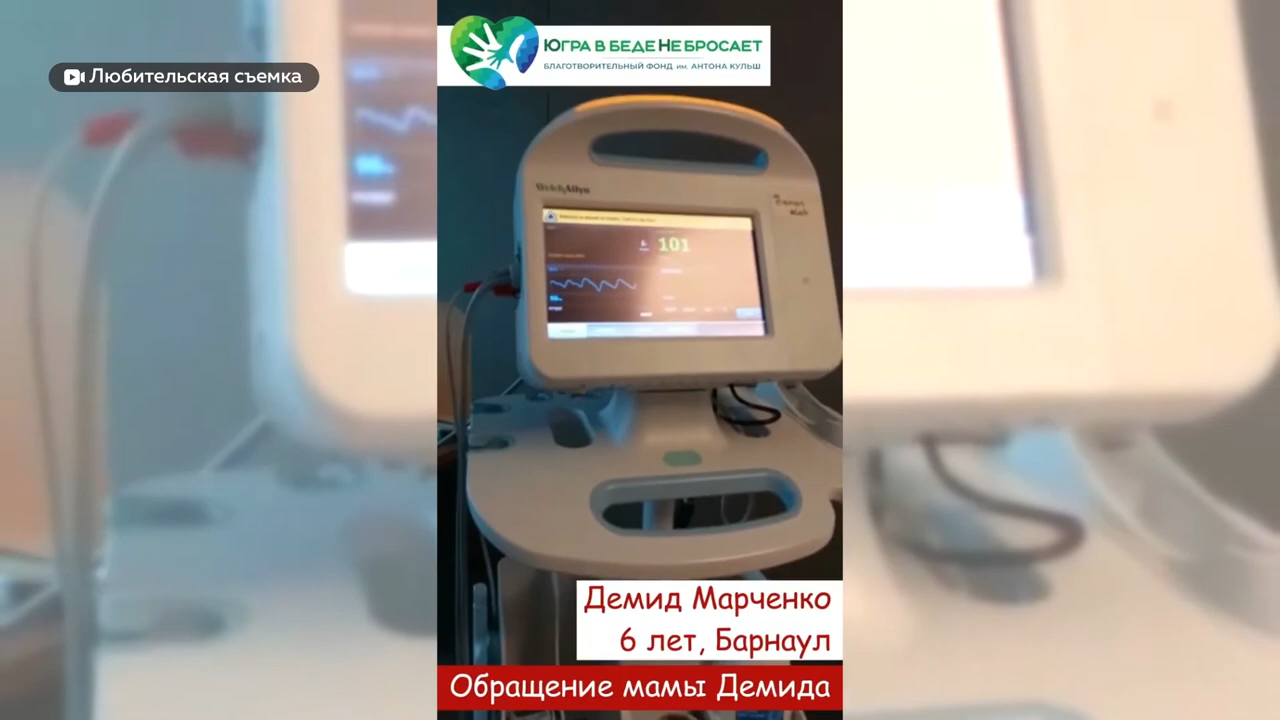 Любительская съемка
ЮГРА В БЕДЕ НЕ БРОСАЕТ
БЛАГОТВОРИТЕЛЬНЫЙ ФОНД ИМ. АНТОНА КУЛЬШ
WelchAllyn
101
Демид Марченко
6 лет, Барнаул
Обращение мамы Демида